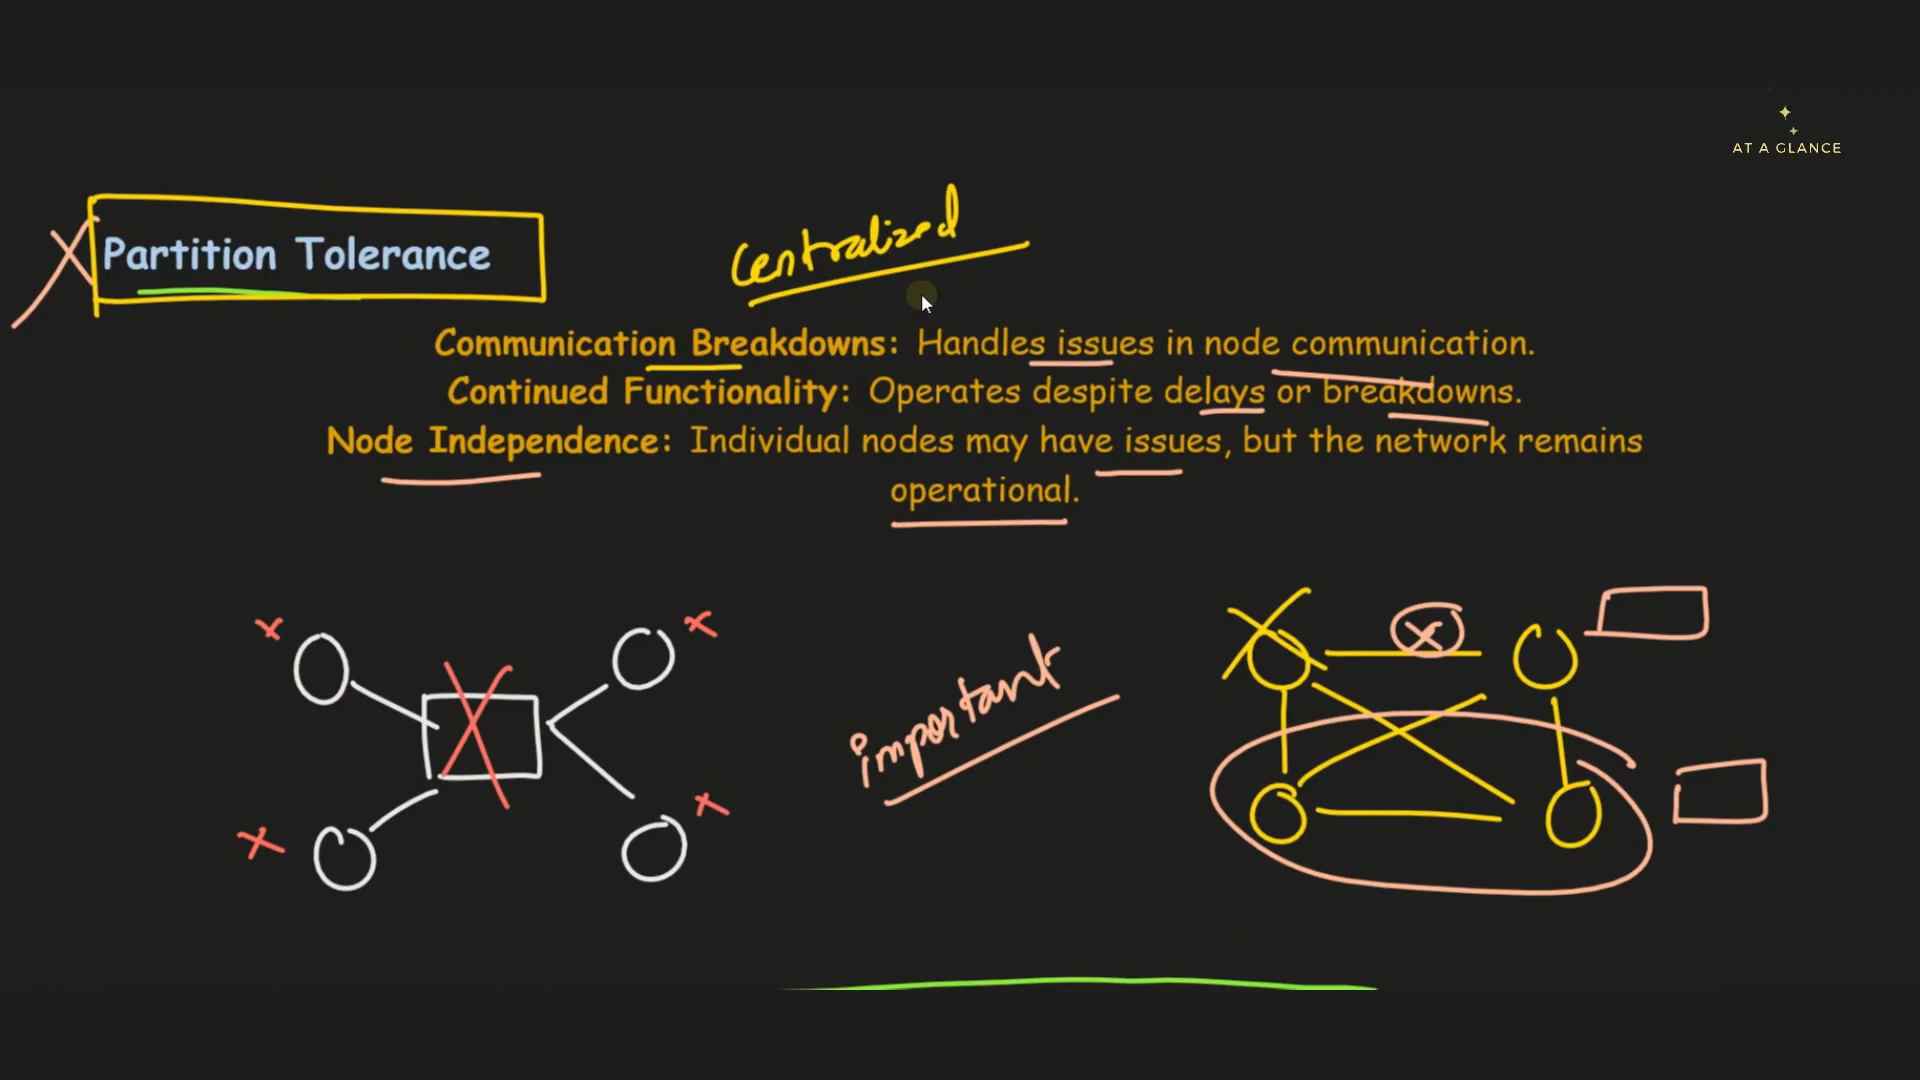 AT A GLANCE
Partition Tolerance
Centralized
Communication Breakdowns: Handles issues in node communication.
Continued Functionality: Operates despite delays or breakdowns.
Node Independence: Individual nodes may have issues, but the network remains
operational.
important